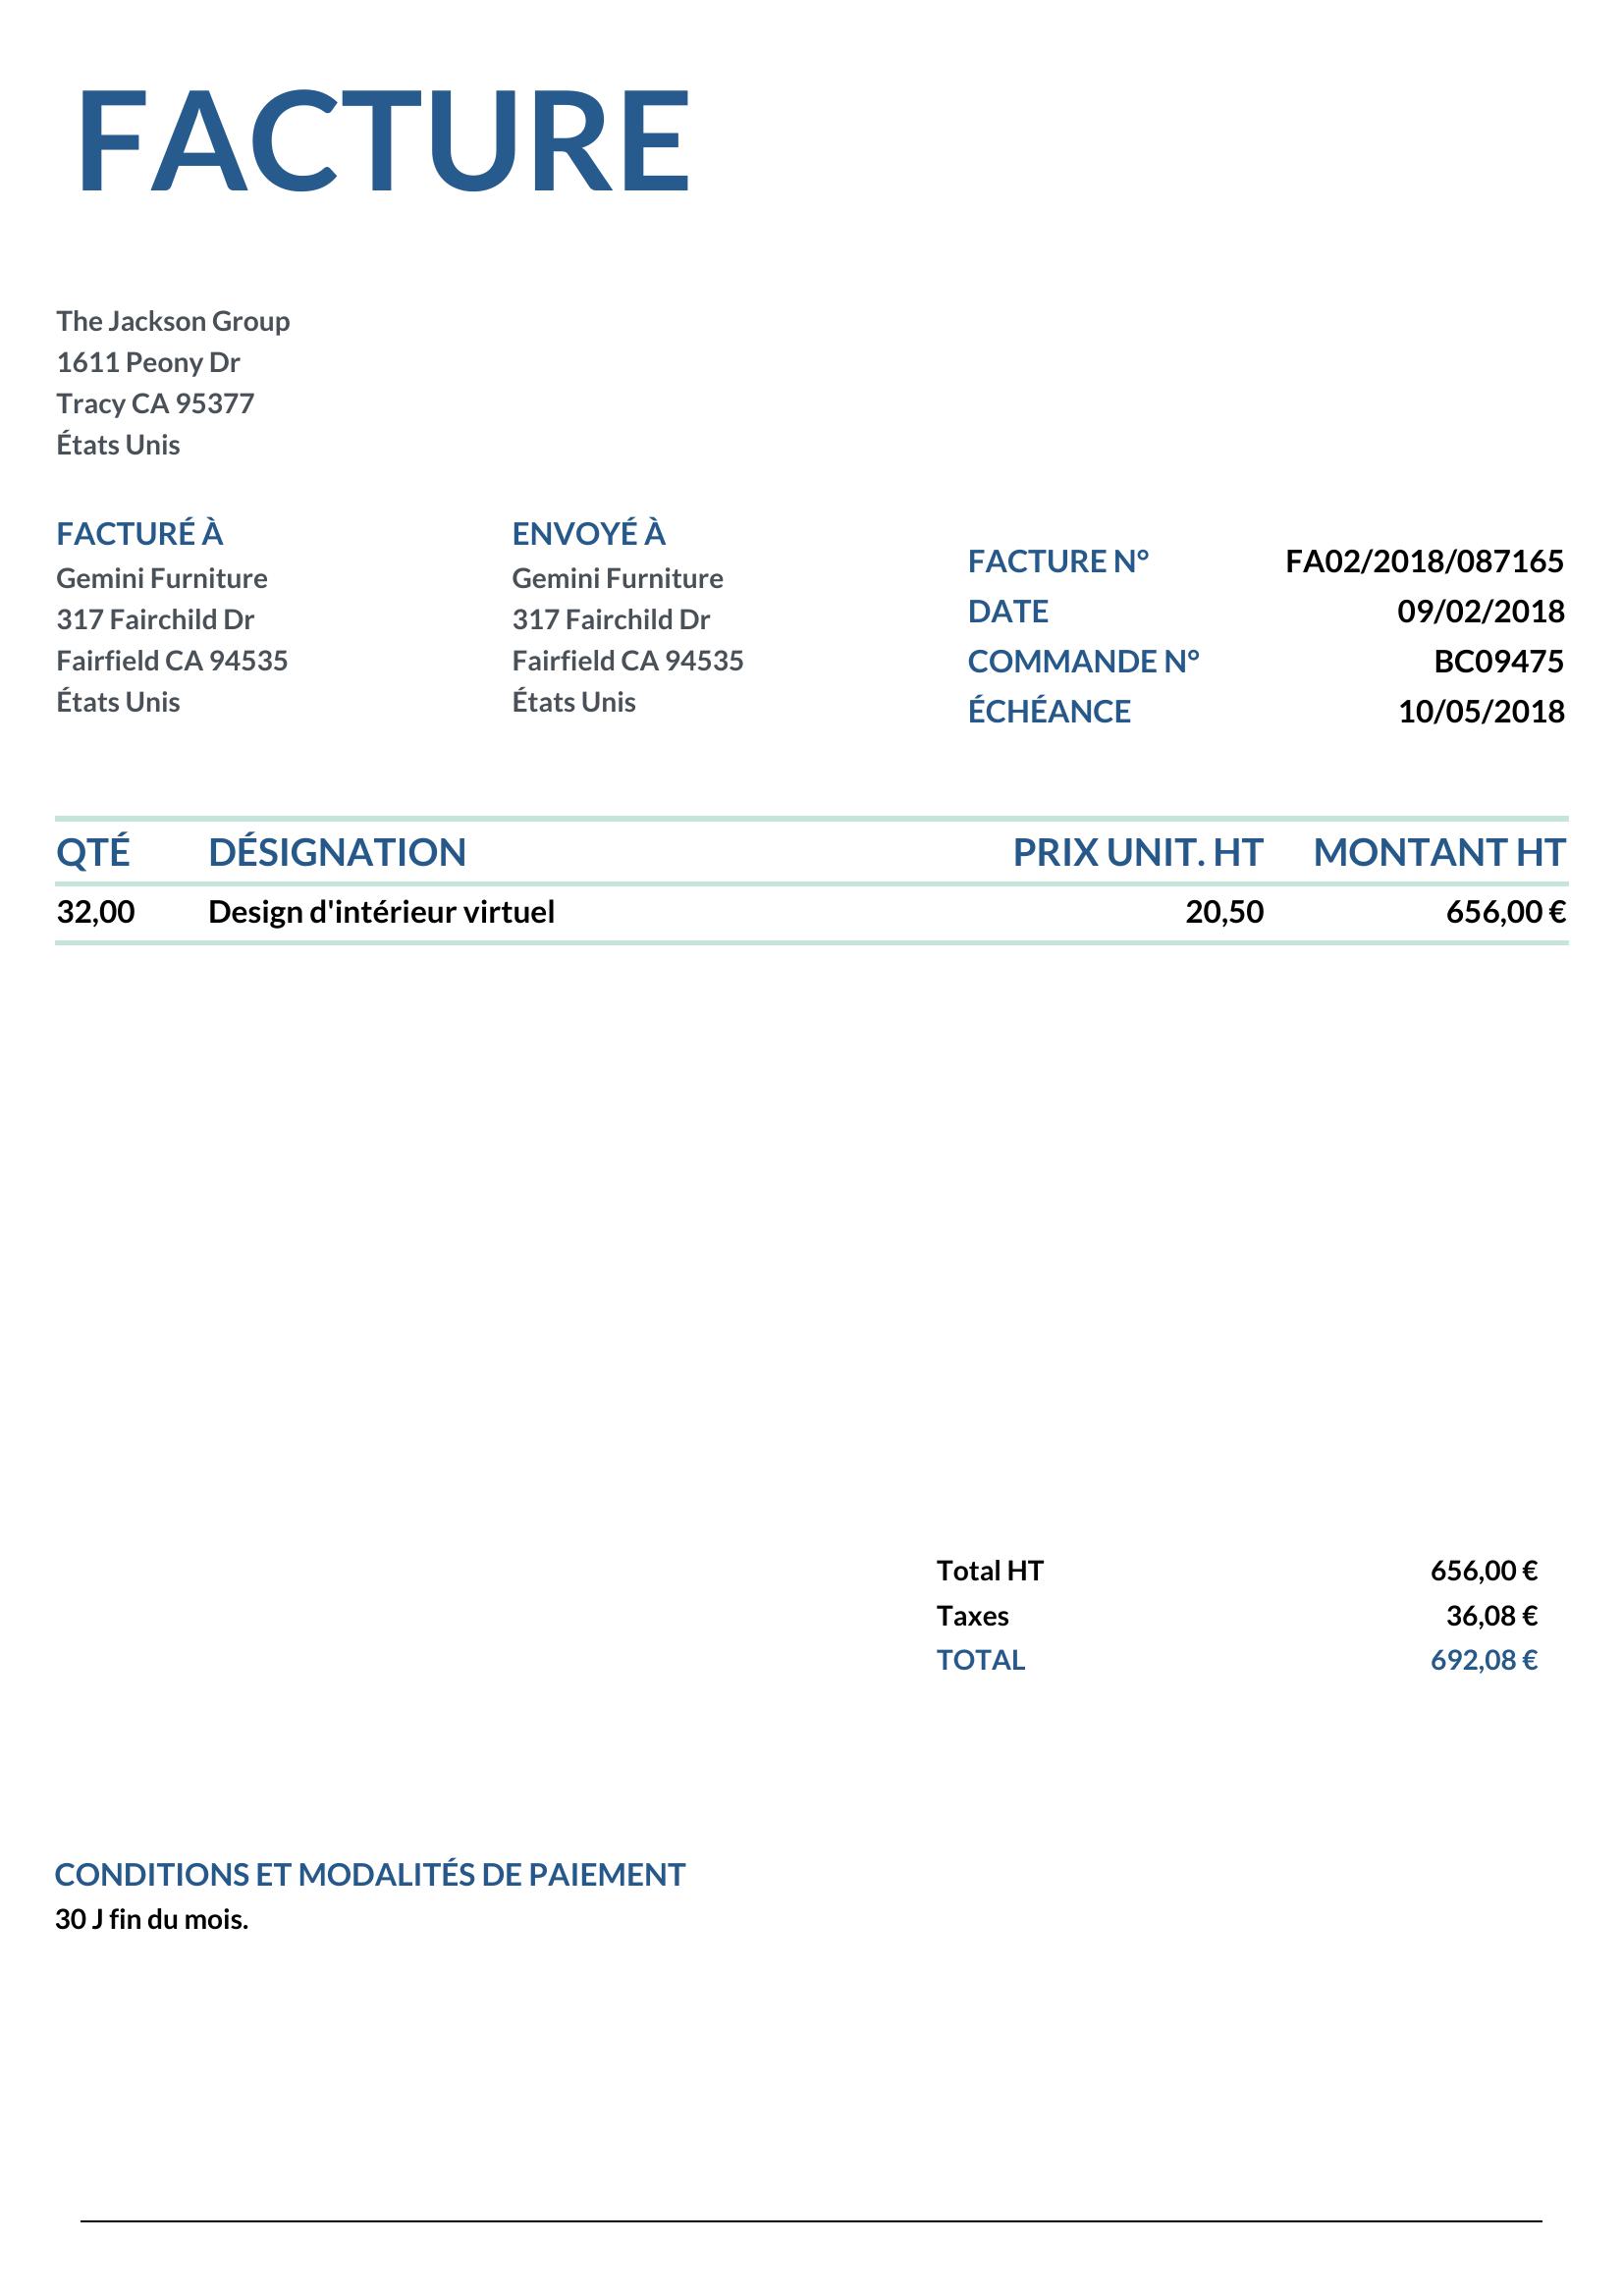 FACTURE
The Jackson Group
1611 Peony Dr
Tracy CA 95377
États Unis
FACTURÉ À
Gemini Furniture
317 Fairchild Dr
Fairfield CA 94535
États Unis
ENVOYÉ À
Gemini Furniture
317 Fairchild Dr
Fairfield CA 94535
États Unis
FACTURE N° FA02/2018/087165
DATE 09/02/2018
COMMANDE N° BC09475
ÉCHÉANCE 10/05/2018
QTÉ DÉSIGNATION PRIX UNIT. HT MONTANT HT
32,00 Design d'intérieur virtuel 20,50 656,00 €
Total HT 656,00 €
Taxes 36,08 €
TOTAL 692,08 €
CONDITIONS ET MODALITÉS DE PAIEMENT
30 J fin du mois.